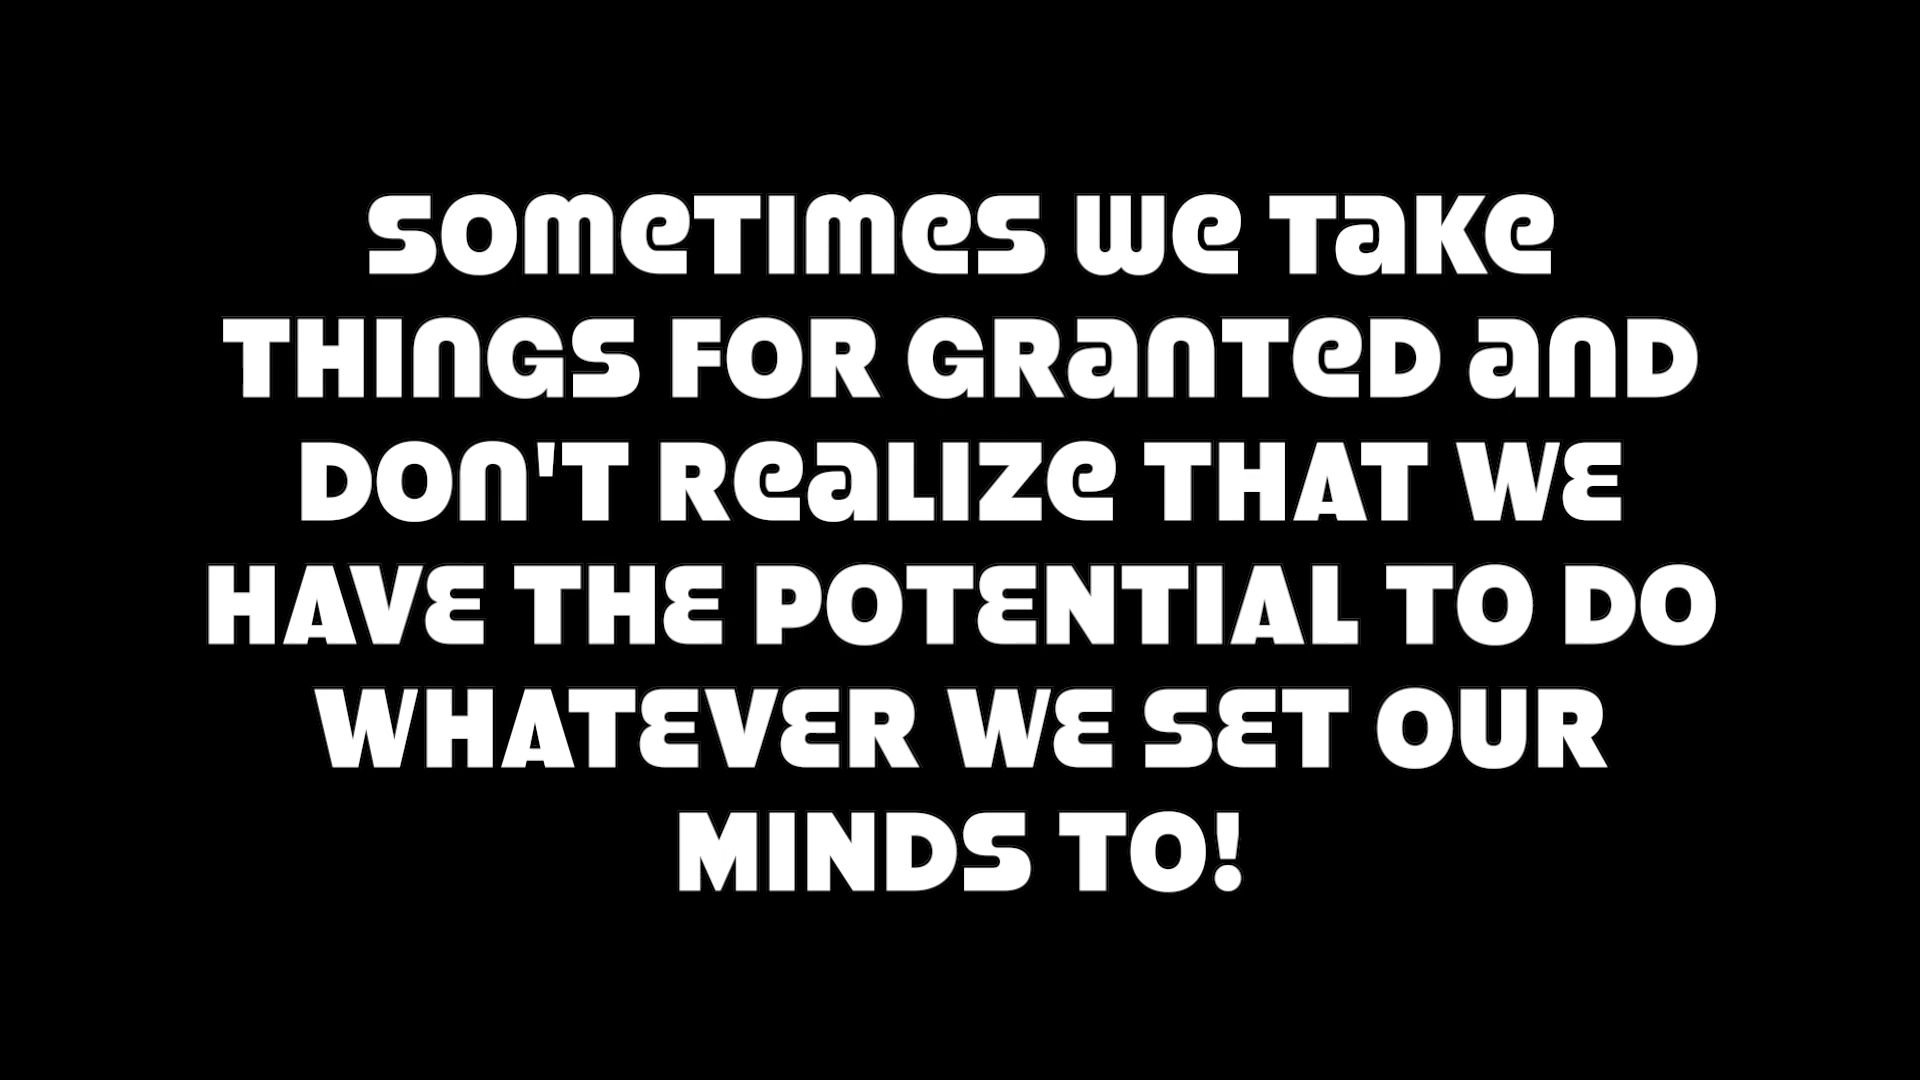 Sometimes we take
things for granted and
don't realize THAT WE
HAVE THE POTENTIAL TO DO
WHATEVER WE SET OUR
MINDS TO!